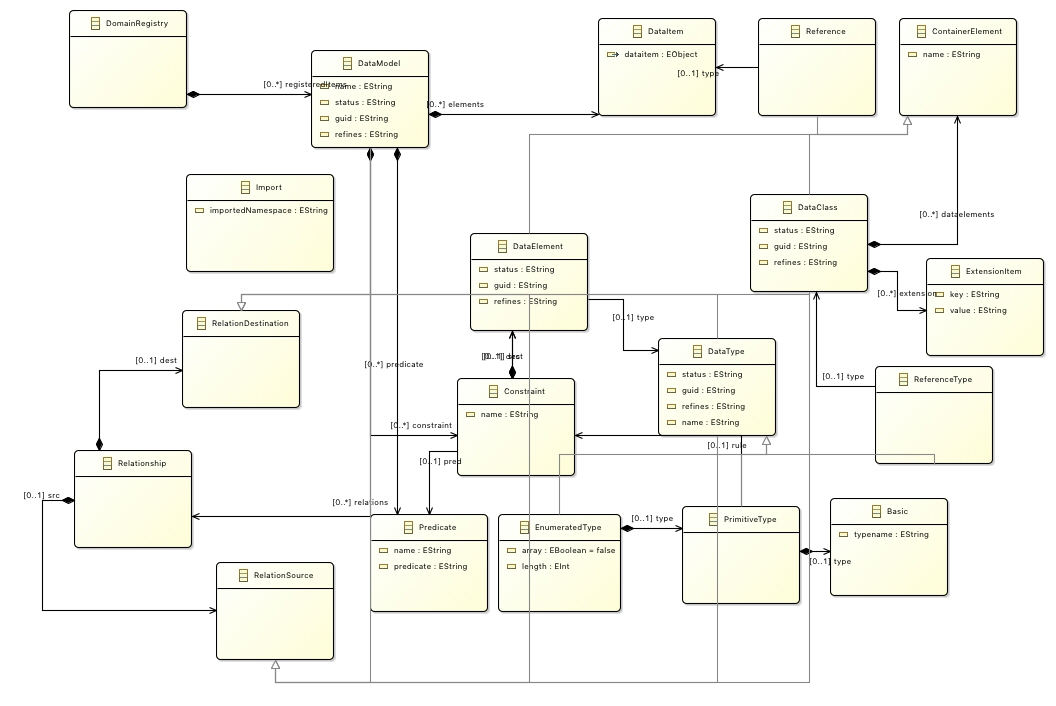 DomainRegistry
DataModel
name : EString
status : EString
guid : EString
refines : EString
[0..*] registeredItems
[0..*] elements
DataItem
dataitem : EObject
[0..1] type
Reference
ContainerElement
name : EString
Import
importedNamespace : EString
DataClass
status : EString
guid : EString
refines : EString
[0..*] dataelements
DataElement
status : EString
guid : EString
refines : EString
ExtensionItem
key : EString
value : EString
[0..*] extension
RelationDestination
[0..1] type
[0..1] dest
[0..*] predicate
DataType
status : EString
guid : EString
refines : EString
name : EString
[0..1] type
ReferenceType
[0..1] dest
Constraint
name : EString
[0..*] constraint
[0..1] rule
[0..1] pred
Relationship
[0..1] src
[0..*] relations
Predicate
name : EString
predicate : EString
EnumeratedType
array : EBoolean = false
length : EInt
[0..1] type
PrimitiveType
[0..1] type
Basic
typename : EString
RelationSource